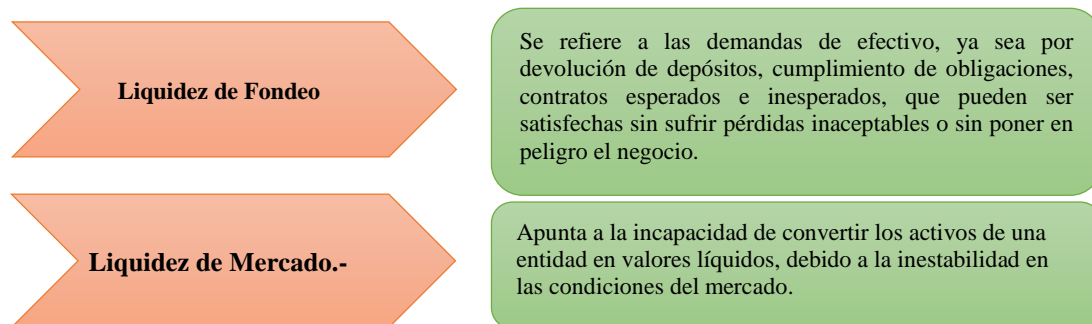 Liquidez de Fondeo
Se refiere a las demandas de efectivo, ya sea por
devolución de depósitos, cumplimiento de obligaciones,
contratos esperados e inesperados, que pueden ser
satisfechas sin sufrir pérdidas inaceptables o sin poner en
peligro el negocio.
Liquidez de Mercado.-
Apunta a la incapacidad de convertir los activos de una
entidad en valores líquidos, debido a la inestabilidad en
las condiciones del mercado.